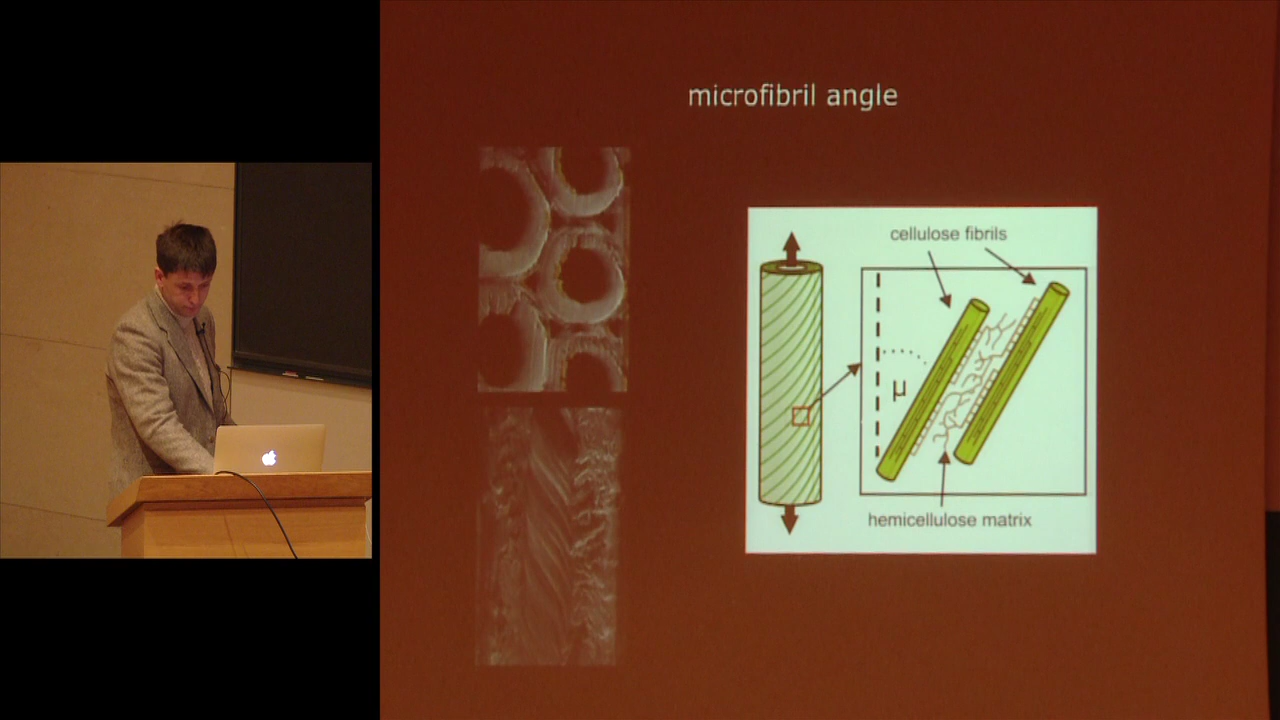 microfibril angle
cellulose fibrils
μ
hemicellulose matrix